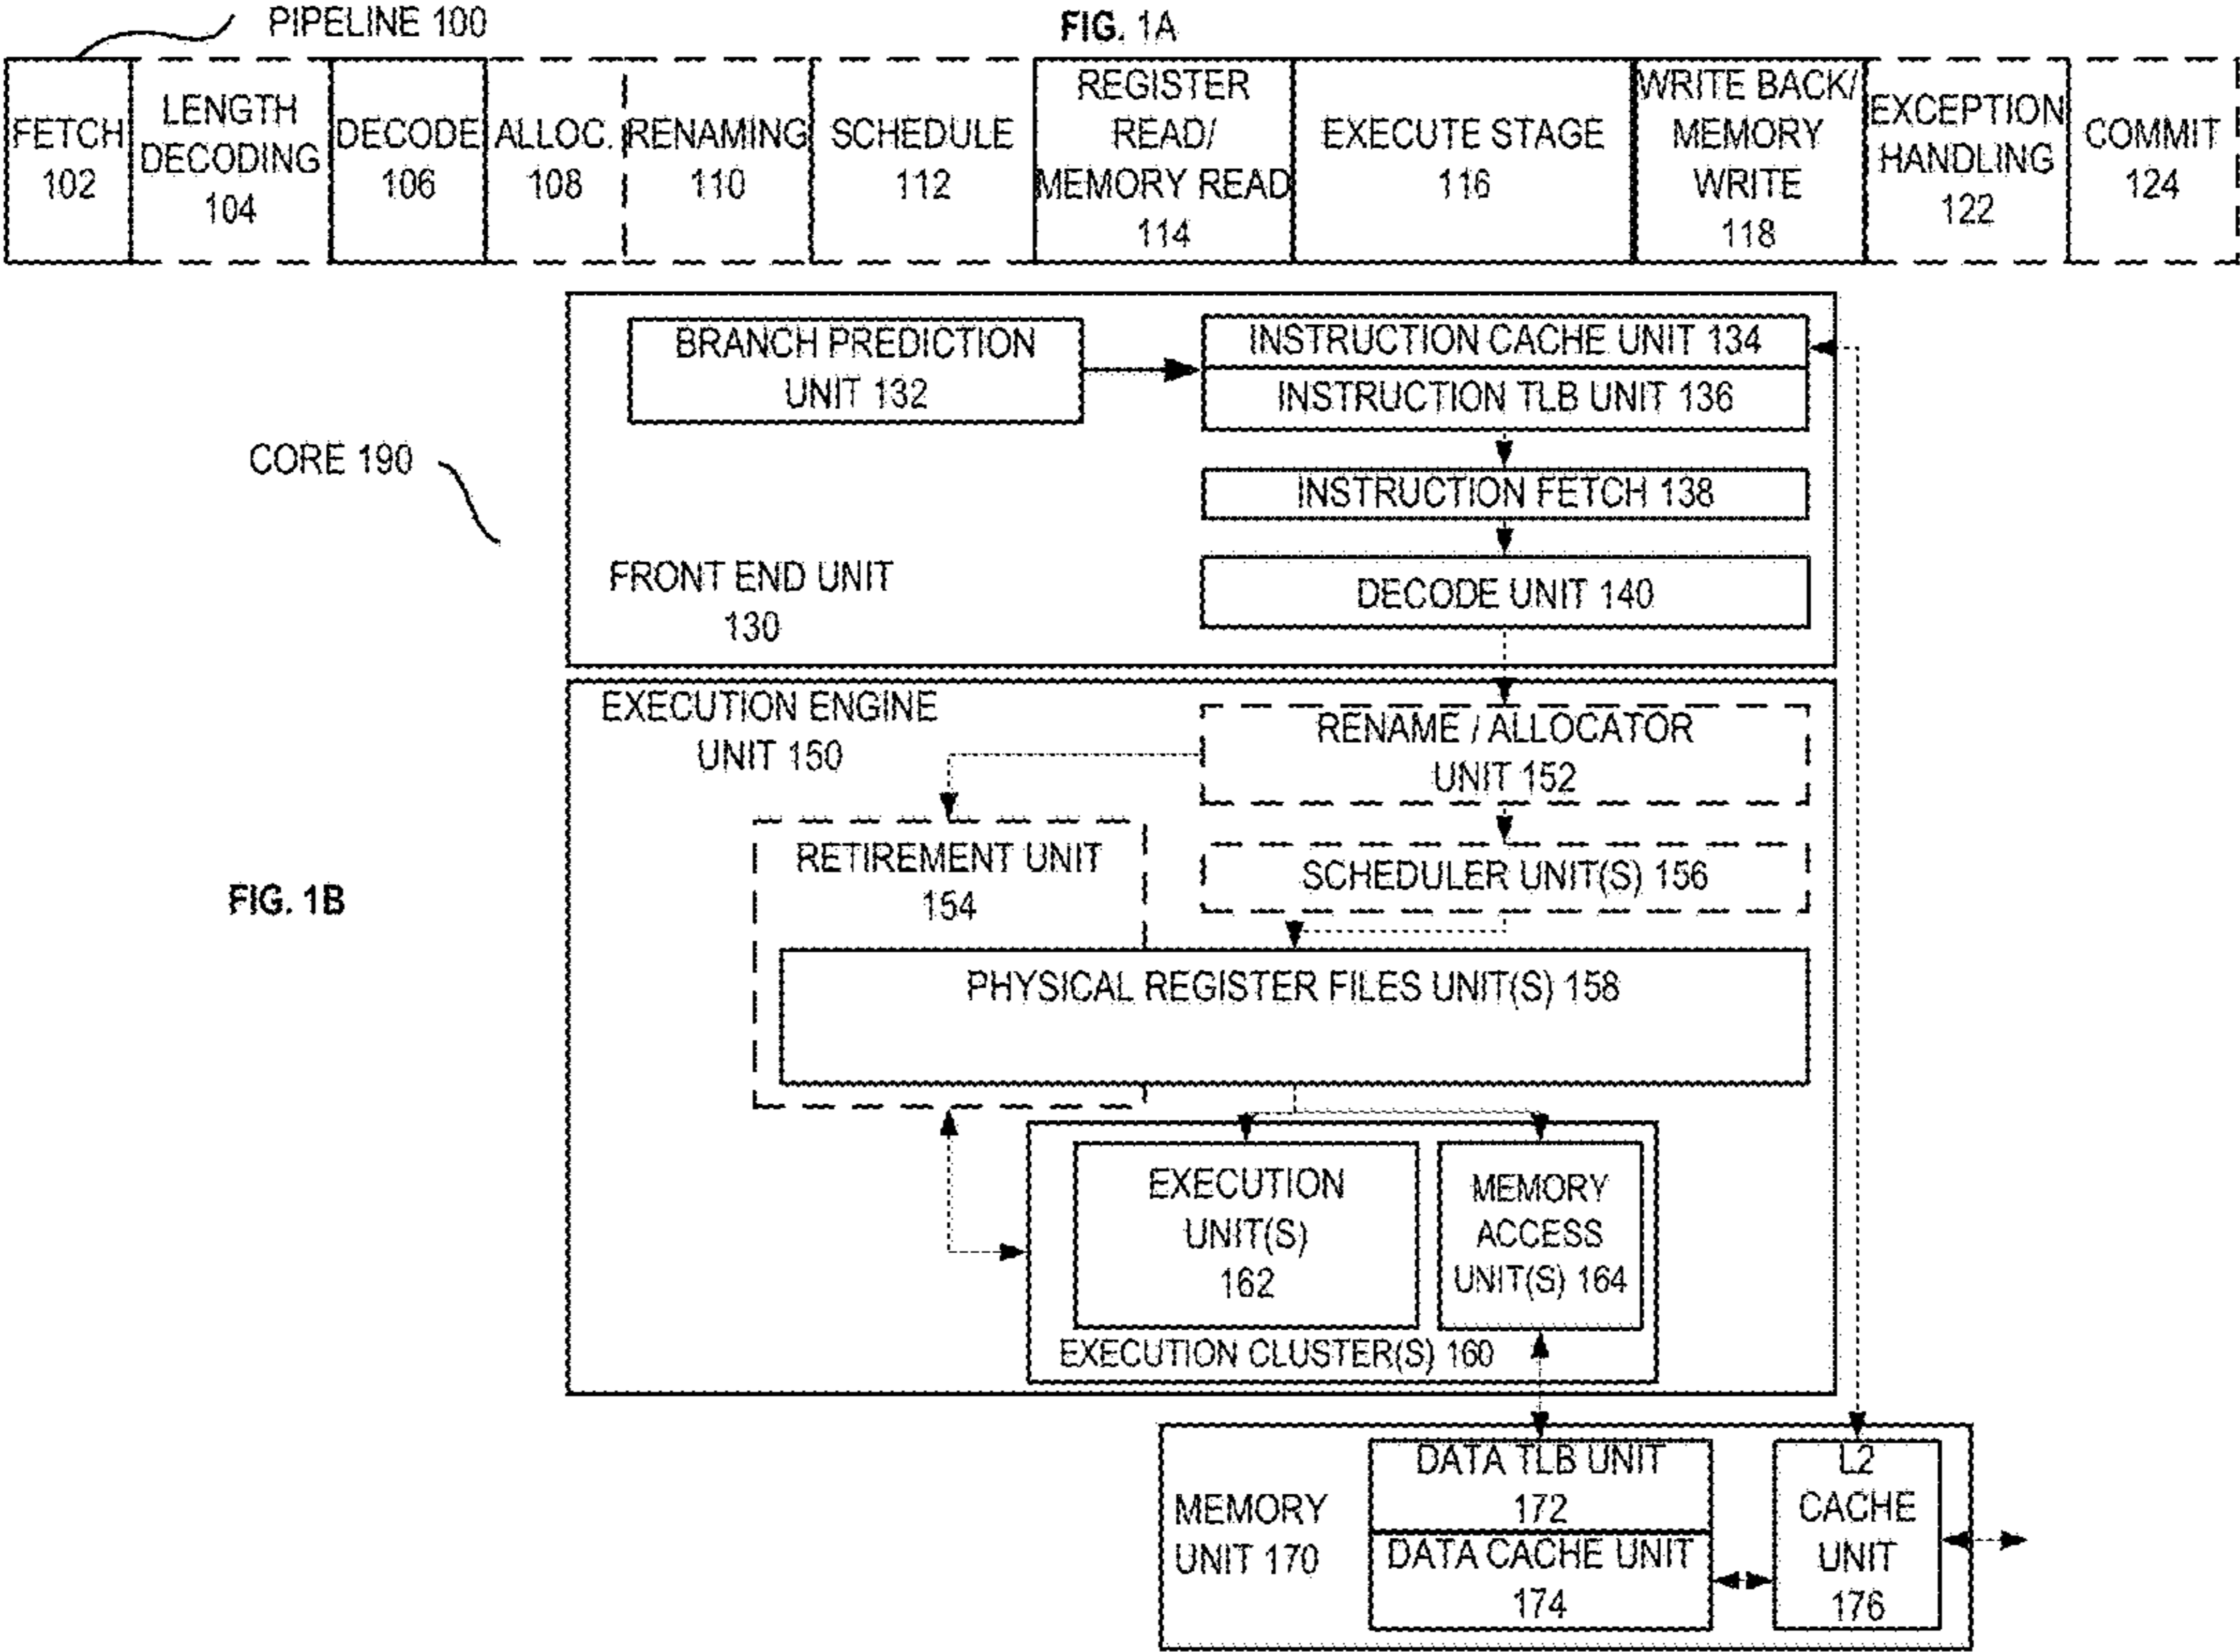 PIPELINE 100
FIG. 1A
FETCH
102
LENGTH
DECODING
104
DECODE
106
ALLOC.
108
RENAMING
110
SCHEDULE
112
REGISTER
READ/
MEMORY READ
114
EXECUTE STAGE
116
WRITE BACK/
MEMORY
WRITE
118
EXCEPTION
HANDLING
122
COMMIT
124
BRANCH PREDICTION
UNIT 132
INSTRUCTION CACHE UNIT 134
INSTRUCTION TLB UNIT 136
CORE 190
INSTRUCTION FETCH 138
FRONT END UNIT
130
DECODE UNIT 140
EXECUTION ENGINE
UNIT 150
RENAME / ALLOCATOR
UNIT 152
RETIREMENT UNIT
154
SCHEDULER UNIT(S) 156
FIG. 1B
PHYSICAL REGISTER FILES UNIT(S) 158
EXECUTION
UNIT(S)
162
MEMORY
ACCESS
UNIT(S) 164
EXECUTION CLUSTER(S) 160
MEMORY
UNIT 170
DATA TLB UNIT
172
DATA CACHE UNIT
174
L2
CACHE
UNIT
176